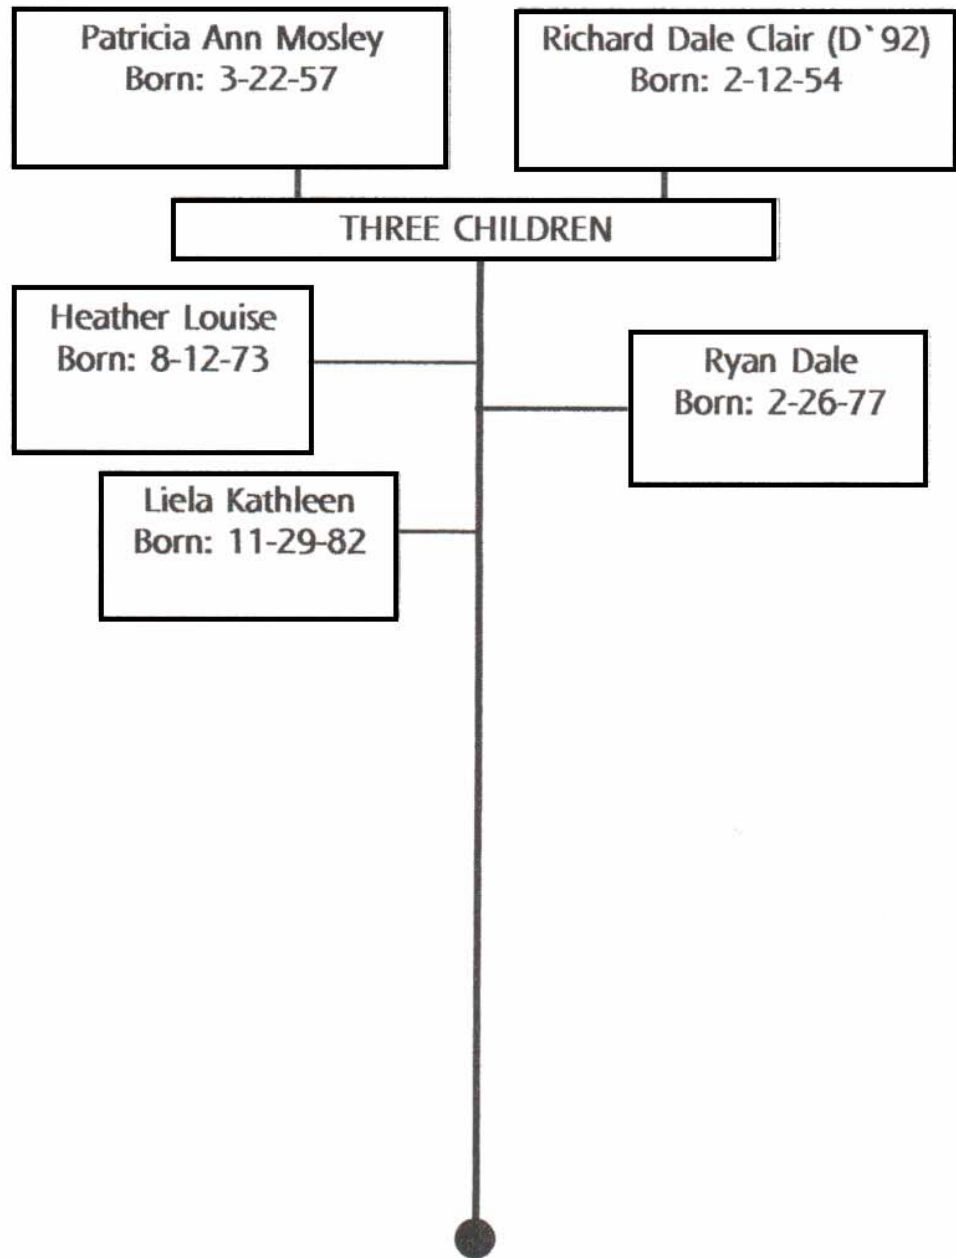 Patricia Ann Mosley
Born: 3-22-57
Richard Dale Clair (D`92)
Born: 2-12-54
THREE CHILDREN
Heather Louise
Born: 8-12-73
Ryan Dale
Born: 2-26-77
Liela Kathleen
Born: 11-29-82